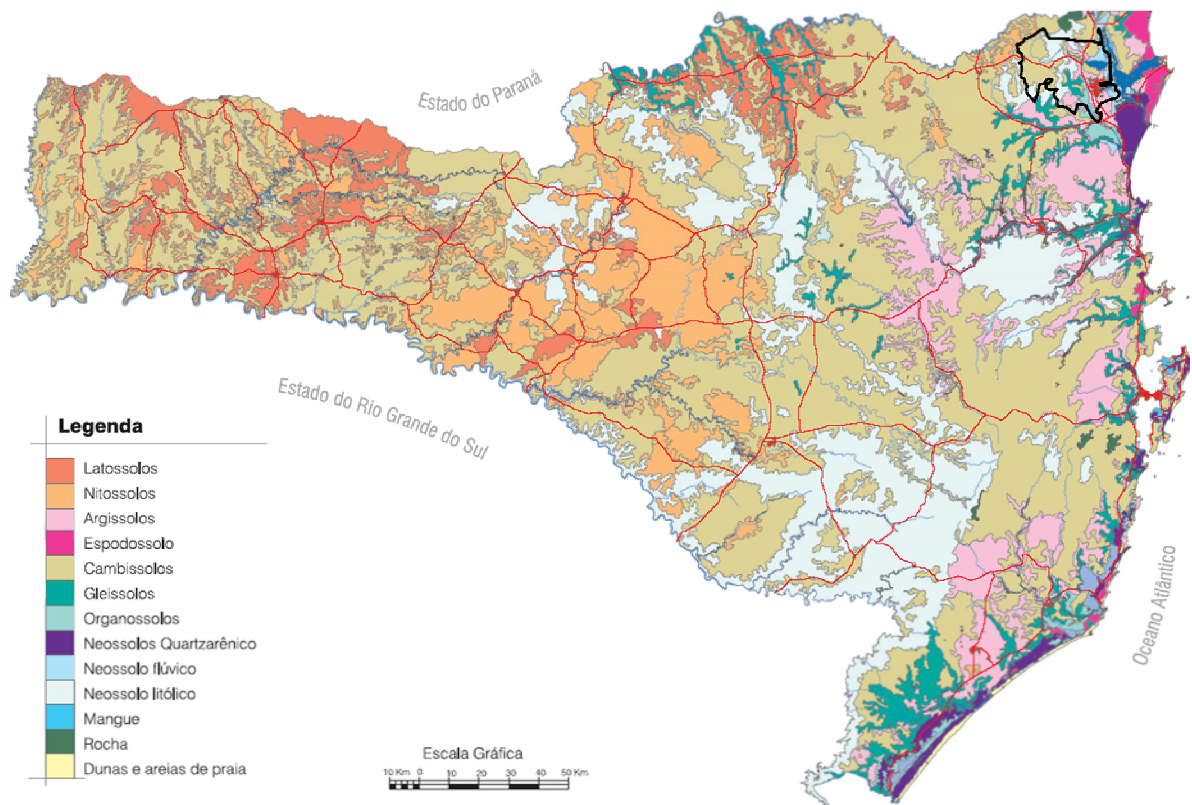 Estado do Paraná
Estado do Rio Grande do Sul
Oceano Atlântico
Legenda
Latossolos
Nitossolos
Argissolos
Espodossolo
Cambissolos
Gleissolos
Organossolos
Neossolos Quartzarênico
Neossolo flúvico
Neossolo litólico
Mangue
Rocha
Dunas e areias de praia
Escala Gráfica
10 Km 0 10 20 30 40 50 Km